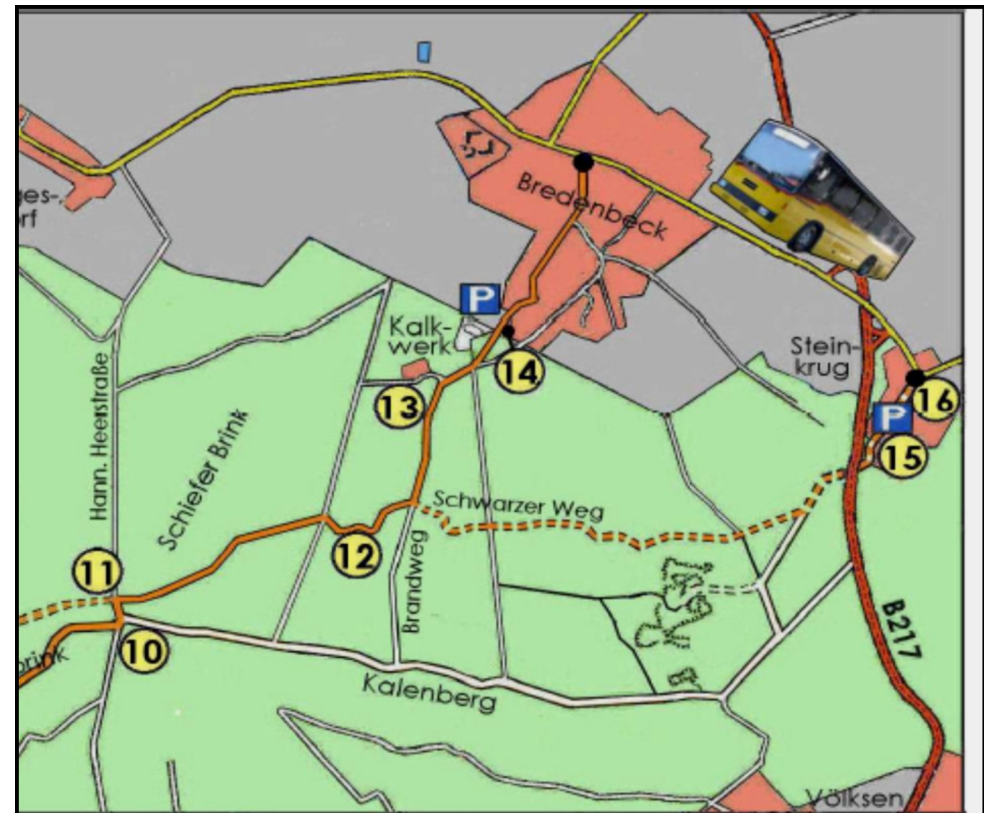 ges-
rf
Bredenbeck
P
Kalk-
werk
14
13
Stein-
krug
16
P
15
Hann. Heerstraße
Schiefer Brink
Schwarzer Weg
12
11
Brandweg
10
brink
Kalenberg
B217
Völksen